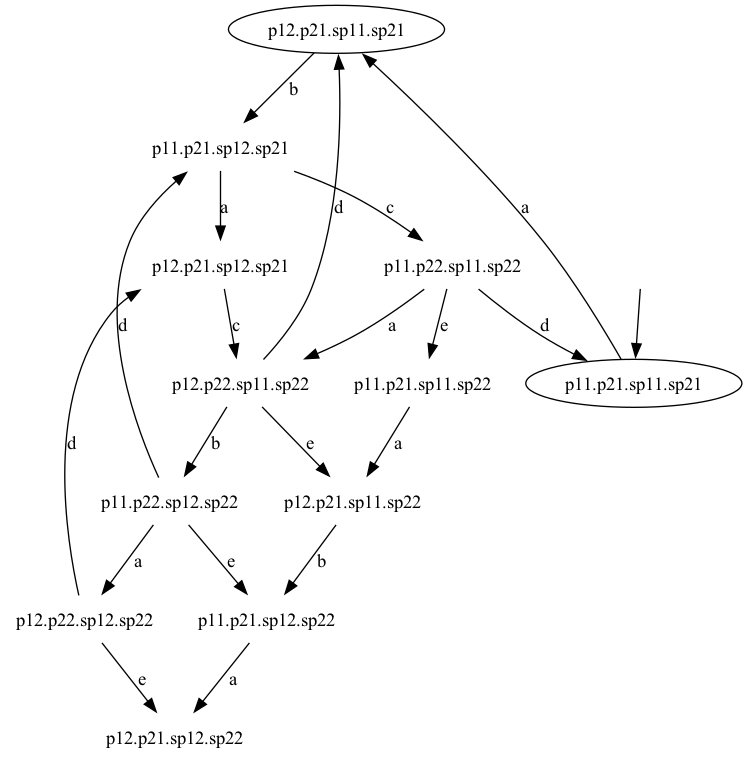 p12.p21.sp11.sp21
b
p11.p21.sp12.sp21
a
d
c
a
p12.p21.sp12.sp21
p11.p22.sp11.sp22
d
c
a
e
d
p12.p22.sp11.sp22
p11.p21.sp11.sp22
p11.p21.sp11.sp21
d
b
e
a
p11.p22.sp12.sp22
p12.p21.sp11.sp22
a
e
b
p12.p22.sp12.sp22
p11.p21.sp12.sp22
e
a
p12.p21.sp12.sp22